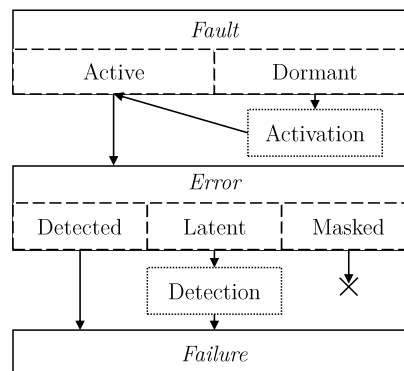 Fault
Active Dormant
Activation
Error
Detected Latent Masked
Detection
Failure